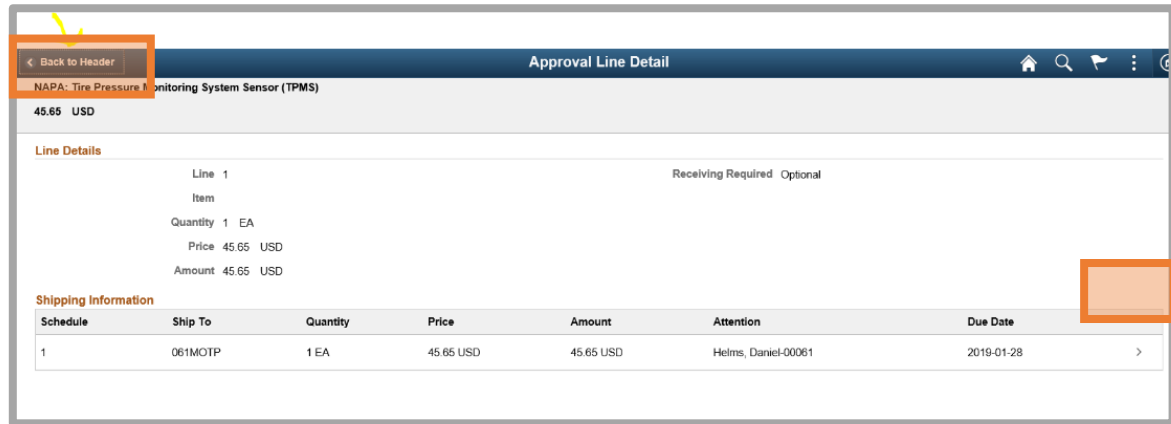 Back to Header
Approval Line Detail
NAPA: Tire Pressure Monitoring System Sensor (TPMS)
45.65 USD
Line Details
Line 1
Receiving Required Optional
Item
Quantity 1 EA
Price 45.65 USD
Amount 45.65 USD
Shipping Information
Schedule Ship To Quantity Price Amount Attention Due Date
1 061MOTP 1 EA 45.65 USD 45.65 USD Helms, Daniel-00061 2019-01-28